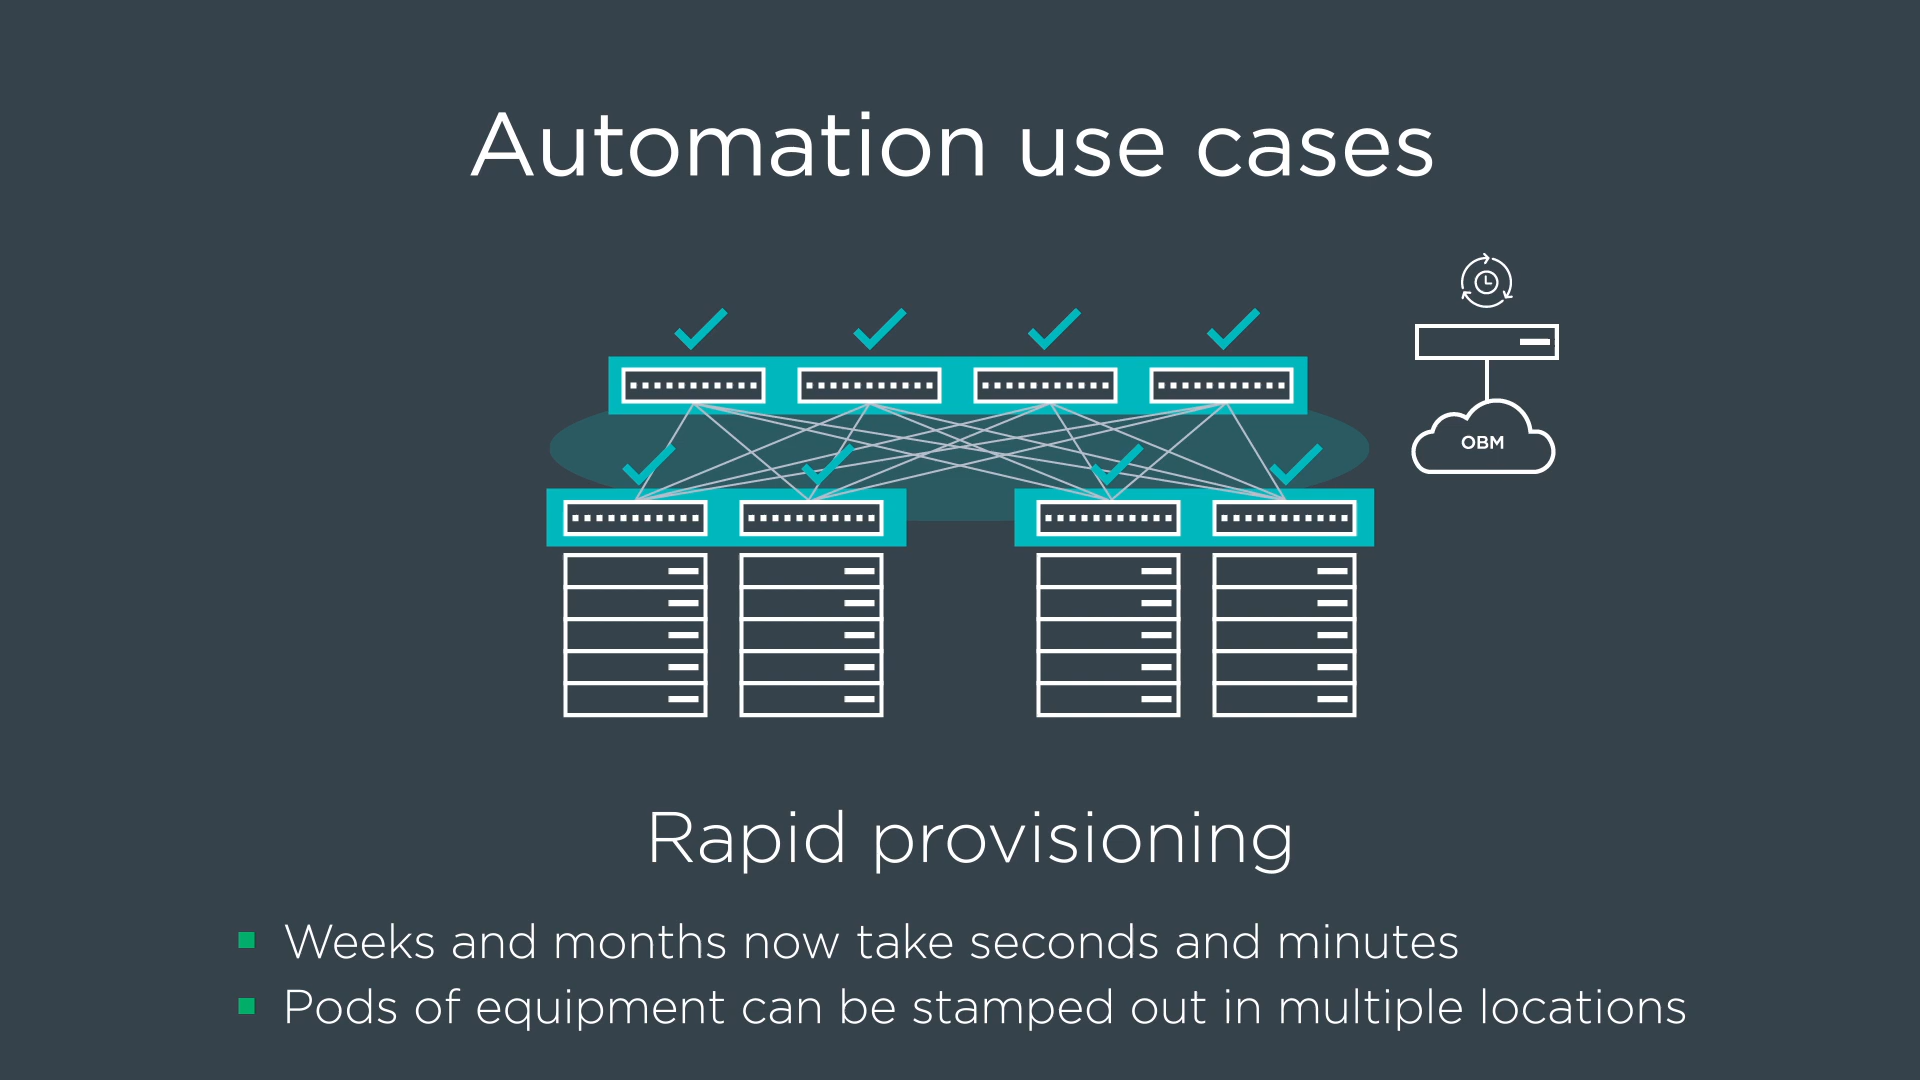 Automation use cases
OBM
Rapid provisioning
Weeks and months now take seconds and minutes
Pods of equipment can be stamped out in multiple locations